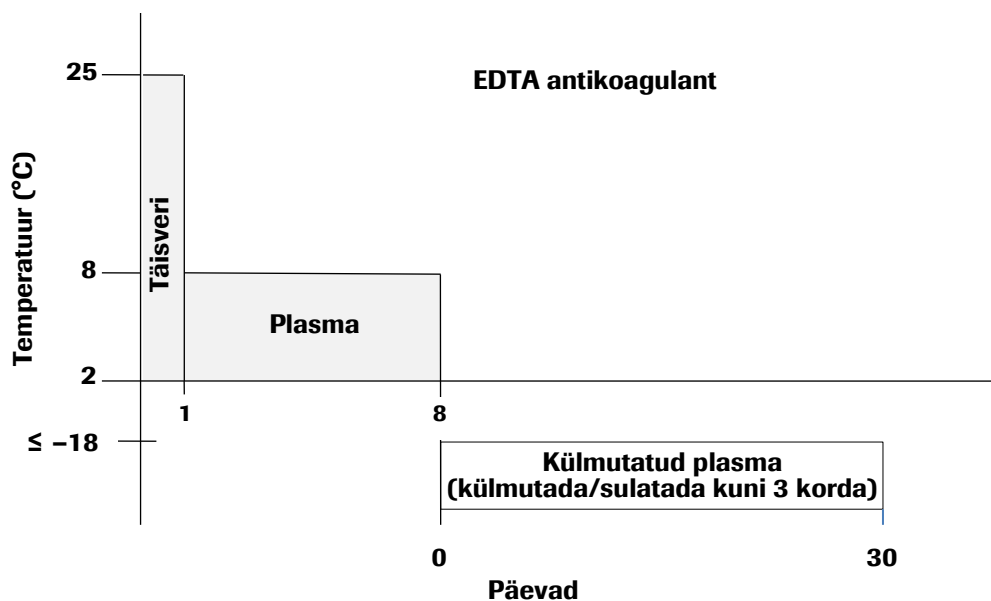 25
EDTA antikoagulant
Temperatuur (°C)
Täisveri
8
Plasma
2
1
8
≤ –18
Külmutatud plasma
(külmutada/sulatada kuni 3 korda)
0
30
Päevad